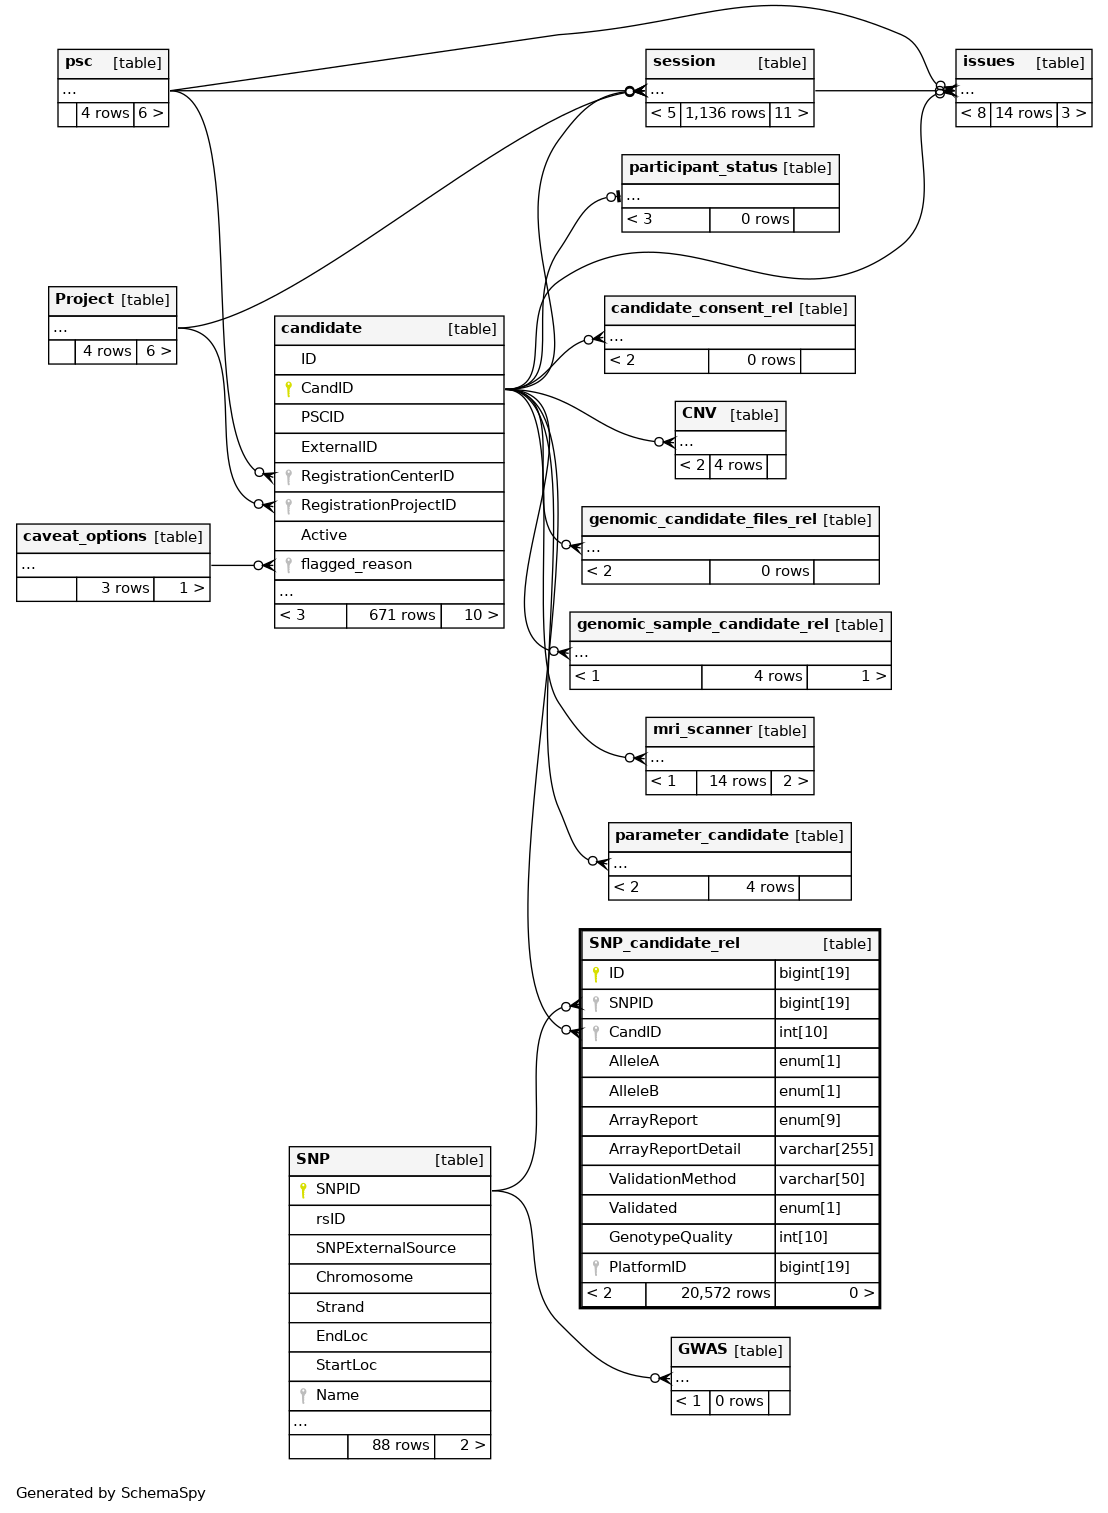 psc [table]
...
4 rows 6 >
session [table]
...
< 5 1,136 rows 11 >
issues [table]
...
< 8 14 rows 3 >
participant_status [table]
...
< 3 0 rows
Project [table]
...
4 rows 6 >
candidate [table]
ID
CandID
PSCID
ExternalID
RegistrationCenterID
RegistrationProjectID
Active
flagged_reason
...
< 3 671 rows 10 >
candidate_consent_rel [table]
...
< 2 0 rows
CNV [table]
...
< 2 4 rows
caveat_options [table]
...
3 rows 1 >
genomic_candidate_files_rel [table]
...
< 2 0 rows
genomic_sample_candidate_rel [table]
...
< 1 4 rows 1 >
mri_scanner [table]
...
< 1 14 rows 2 >
parameter_candidate [table]
...
< 2 4 rows
SNP_candidate_rel [table]
ID bigint[19]
SNPID bigint[19]
CandID int[10]
AlleleA enum[1]
AlleleB enum[1]
ArrayReport enum[9]
ArrayReportDetail varchar[255]
ValidationMethod varchar[50]
Validated enum[1]
GenotypeQuality int[10]
PlatformID bigint[19]
< 2 20,572 rows 0 >
SNP [table]
SNPID
rsID
SNPExternalSource
Chromosome
Strand
EndLoc
StartLoc
Name
...
88 rows 2 >
GWAS [table]
...
< 1 0 rows
Generated by SchemaSpy